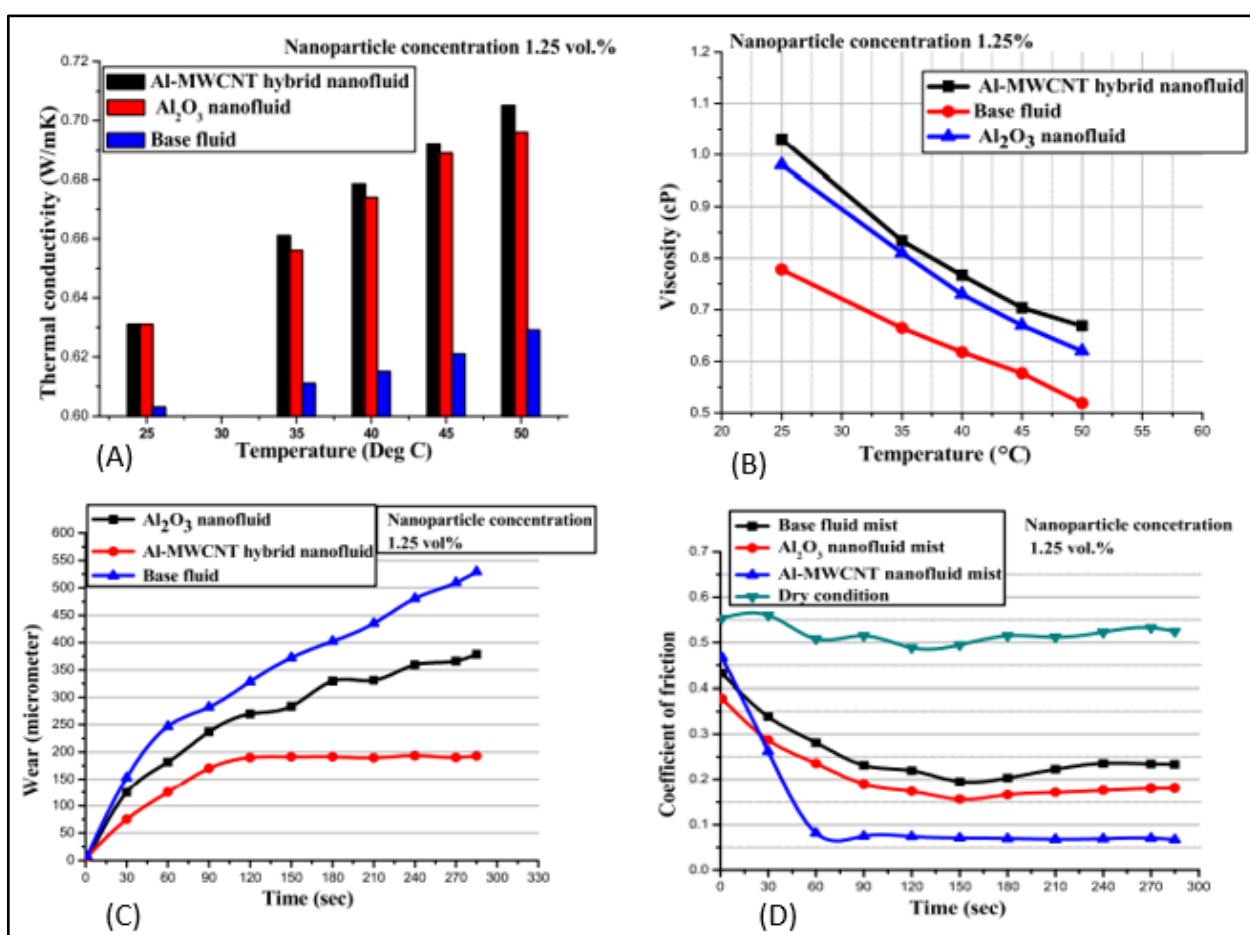 Nanoparticle concentration 1.25 vol.%
0.72
Al-MWCNT hybrid nanofluid
Al2O3 nanofluid
Base fluid
0.70
0.68
0.66
0.64
0.62
0.60
Thermal conductivity (W/mK)
25 30 35 40 45 50
Temperature (Deg C)
(A)
Nanoparticle concentration 1.25%
1.2
Al-MWCNT hybrid nanofluid
Base fluid
Al2O3 nanofluid
1.1
1.0
0.9
0.8
0.7
0.6
0.5
Viscosity (cP)
20 25 30 35 40 45 50 55 60
Temperature (°C)
(B)
Al2O3 nanofluid
Al-MWCNT hybrid nanofluid
Base fluid
Nanoparticle concentration
1.25 vol%
600
550
500
450
400
350
300
250
200
150
100
50
0
Wear (micrometer)
0 30 60 90 120 150 180 210 240 270 300 330
Time (sec)
(C)
Base fluid mist
Al2O3 nanofluid mist
Al-MWCNT nanofluid mist
Dry condition
Nanoparticle concetration
1.25 vol.%
0.7
0.6
0.5
0.4
0.3
0.2
0.1
0.0
Coefficient of friction
0 30 60 90 120 150 180 210 240 270 300
Time (sec)
(D)